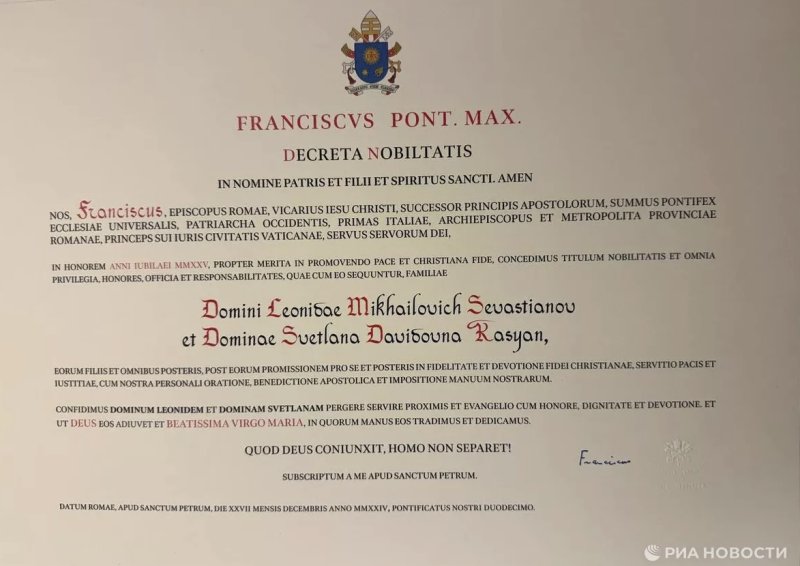 FRANCISCVS PONT. MAX.
DECRETA NOBILTATIS
IN NOMINE PATRIS ET FILII ET SPIRITUS SANCTI. AMEN
NOS, Franciscus, EPISCOPUS ROMAE, VICARIUS IESU CHRISTI, SUCCESSOR PRINCIPIS APOSTOLORUM, SUMMUS PONTIFEX
ECCLESIAE UNIVERSALIS, PATRIARCHA OCCIDENTIS, PRIMAS ITALIAE, ARCHIEPISCOPUS ET METROPOLITA PROVINCIAE
ROMANAE, PRINCEPS SUI IURIS CIVITATIS VATICANAE, SERVUS SERVORUM DEI,
IN HONOREM ANNI IUBILAEI MMXXV, PROPTER MERITA IN PROMOVENDO PACE ET CHRISTIANA FIDE, CONCEDIMUS TITULUM NOBILITATIS ET OMNIA
PRIVILEGIA, HONORES, OFFICIA ET RESPONSABILITATES, QUAE CUM EO SEQUUNTUR, FAMILIAE
Domini Leonidae Mikhailovich Sevastianov
et Dominae Svetlana Davidovna Kasyan,
EORUM FILIIS ET OMNIBUS POSTERIS, POST EORUM PROMISSIONEM PRO SE ET POSTERIS IN FIDELITATE ET DEVOTIONE FIDEI CHRISTIANAE, SERVITIO PACIS ET
IUSTITIAE, CUM NOSTRA PERSONALI ORATIONE, BENEDICTIONE APOSTOLICA ET IMPOSITIONE MANUUM NOSTRARUM.
CONFIDIMUS DOMINUM LEONIDEM ET DOMINAM SVETLANAM PERGERE SERVIRE PROXIMIS ET EVANGELIO CUM HONORE, DIGNITATE ET DEVOTIONE. ET
UT DEUS EOS ADIUVET ET BEATISSIMA VIRGO MARIA, IN QUORUM MANUS EOS TRADIMUS ET DEDICAMUS.
QUOD DEUS CONIUNXIT, HOMO NON SEPARET!
Franciscus
SUBSCRIPTUM A ME APUD SANCTUM PETRUM.
DATUM ROMAE, APUD SANCTUM PETRUM, DIE XXVII MENSIS DECEMBRIS ANNO MMXXIV, PONTIFICATUS NOSTRI DUODECIMO.
РИА НОВОСТИ